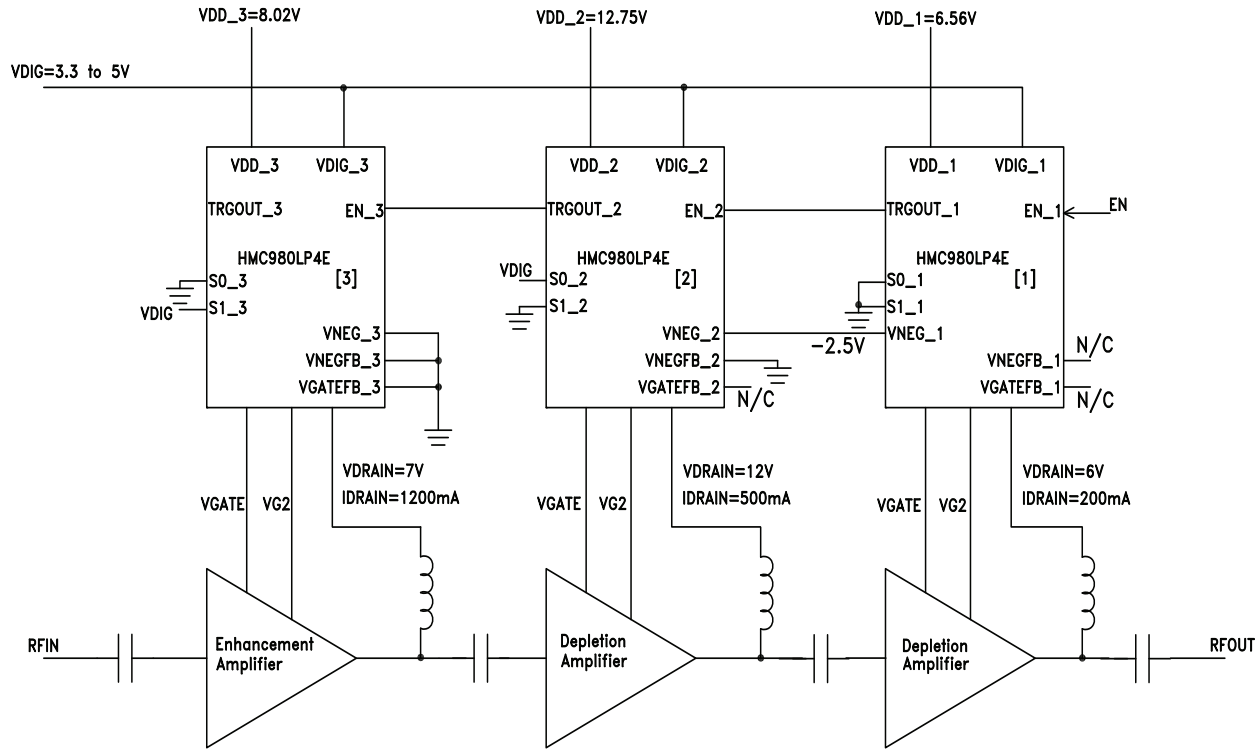 VDD_3=8.02V
VDD_2=12.75V
VDD_1=6.56V
VDIG=3.3 to 5V
VDD_3
VDIG_3
TRGOUT_3
EN_3
HMC980LP4E
[3]
S0_3
VDIG
S1_3
VNEG_3
VNEGFB_3
VGATEFB_3
VDD_2
VDIG_2
TRGOUT_2
EN_2
HMC980LP4E
[2]
VDIG
S0_2
S1_2
VNEG_2
VNEGFB_2
VGATEFB_2
N/C
-2.5V
VDD_1
VDIG_1
TRGOUT_1
EN_1
EN
HMC980LP4E
[1]
S0_1
S1_1
VNEG_1
VNEGFB_1
N/C
VGATEFB_1
N/C
VGATE
VG2
VDRAIN=7V
IDRAIN=1200mA
VGATE
VG2
VDRAIN=12V
IDRAIN=500mA
VGATE
VG2
VDRAIN=6V
IDRAIN=200mA
RFIN
Enhancement
Amplifier
Depletion
Amplifier
Depletion
Amplifier
RFOUT